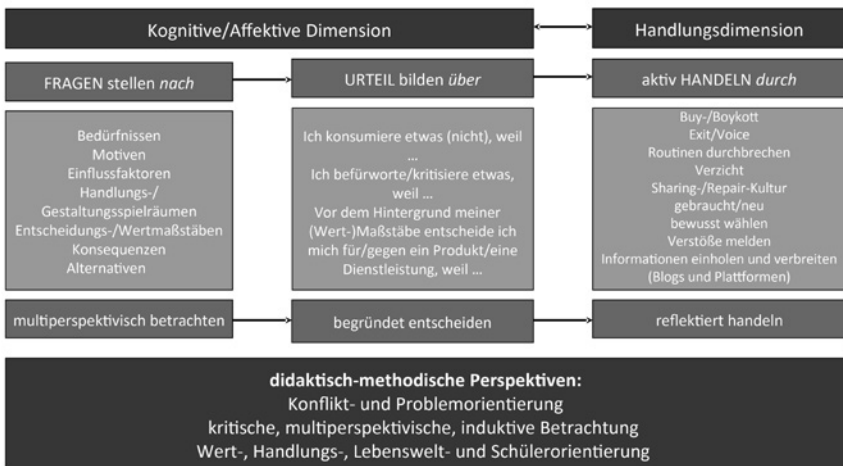 Kognitive/Affektive Dimension
Handlungsdimension
FRAGEN stellen nach
URTEIL bilden über
aktiv HANDELN durch
Bedürfnissen
Motiven
Einflussfaktoren
Handlungs-/
Gestaltungsspielräumen
Entscheidungs-/Wertmaßstäben
Konsequenzen
Alternativen
Ich konsumiere etwas (nicht), weil
...
Ich befürworte/kritisiere etwas,
weil ...
Vor dem Hintergrund meiner
(Wert-)Maßstäbe entscheide ich
mich für/gegen ein Produkt/eine
Dienstleistung, weil ...
Buy-/Boykott
Exit/Voice
Routinen durchbrechen
Verzicht
Sharing-/Repair-Kultur
gebraucht/neu
bewusst wählen
Verstöße melden
Informationen einholen und verbreiten
(Blogs und Plattformen)
multiperspektivisch betrachten
begründet entscheiden
reflektiert handeln
didaktisch-methodische Perspektiven:
Konflikt- und Problemorientierung
kritische, multiperspektivische, induktive Betrachtung
Wert-, Handlungs-, Lebenswelt- und Schülerorientierung